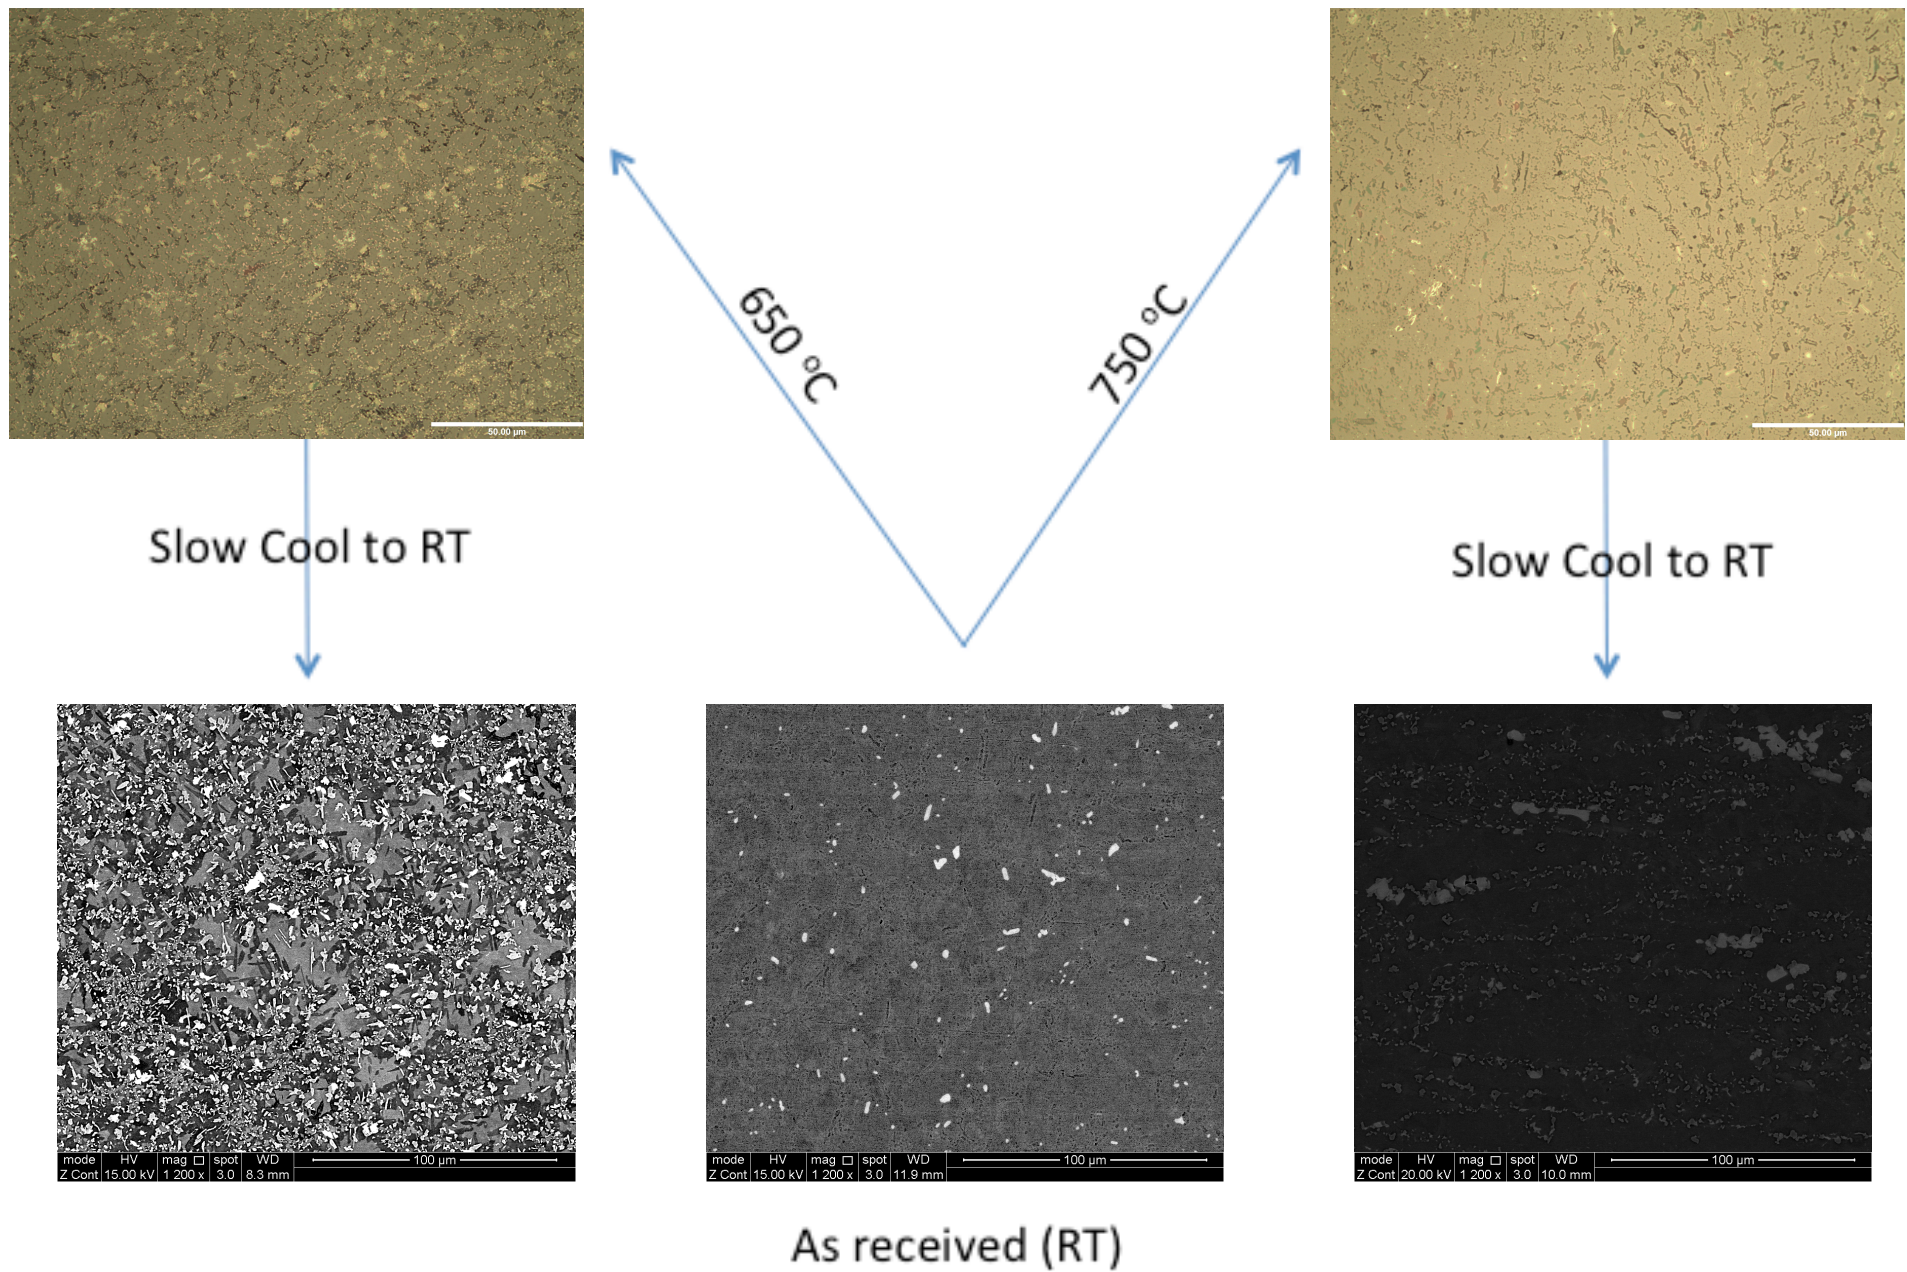 50.00 µm
50.00 µm
650 ºC
750 ºC
Slow Cool to RT
Slow Cool to RT
mode HV mag spot WD 100 µm
Z Cont 15.00 kV 1 200 x 3.0 8.3 mm
mode HV mag spot WD 100 µm
Z Cont 15.00 kV 1 200 x 3.0 11.9 mm
mode HV mag spot WD 100 µm
Z Cont 20.00 kV 1 200 x 3.0 10.0 mm
As received (RT)